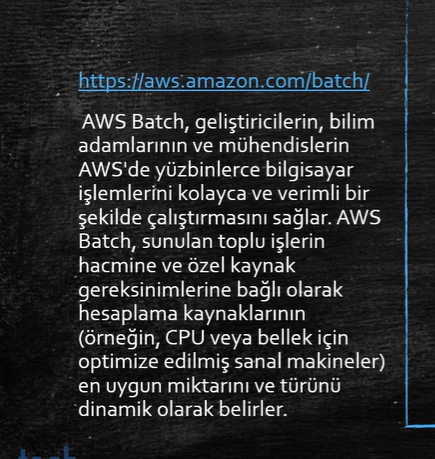 https://aws.amazon.com/batch/
AWS Batch, geliştiricilerin, bilim
adamlarının ve mühendislerin
AWS'de yüzbinlerce bilgisayar
işlemlerini kolayca ve verimli bir
şekilde çalıştırmasını sağlar. AWS
Batch, sunulan toplu işlerin
hacmine ve özel kaynak
gereksinimlerine bağlı olarak
hesaplama kaynaklarının
(örneğin, CPU veya bellek için
optimize edilmiş sanal makineler)
en uygun miktarını ve türünü
dinamik olarak belirler.